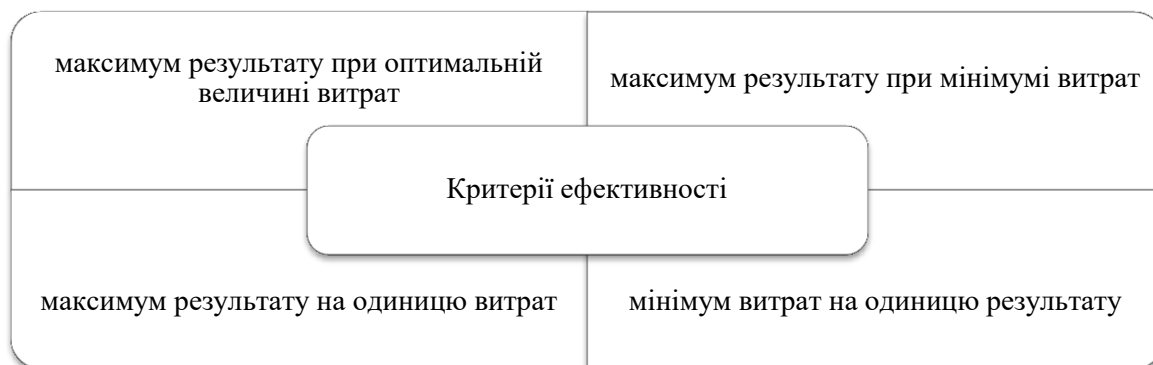 максимум результату при оптимальній
величині витрат
максимум результату при мінімумі витрат
Критерії ефективності
максимум результату на одиницю витрат
мінімум витрат на одиницю результату